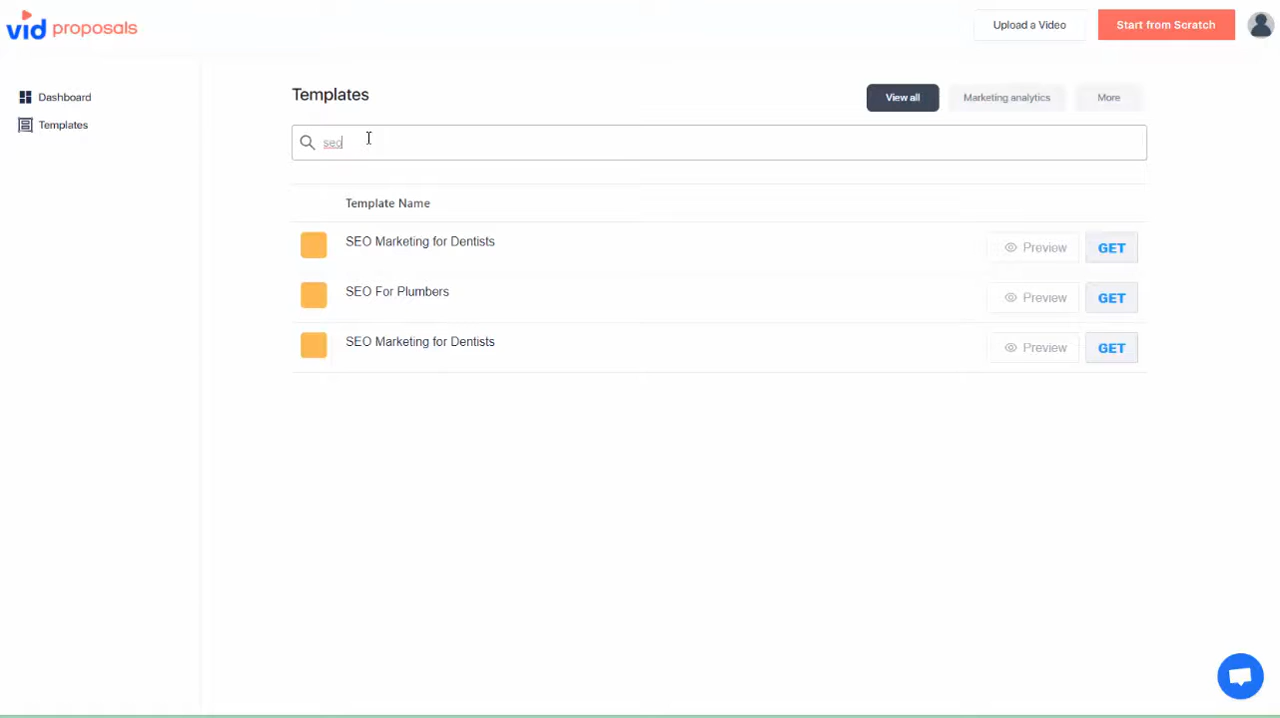 vid proposals
Upload a Video
Start from Scratch
Dashboard
Templates
Templates
View all
Marketing analytics
More
seo
Template Name
SEO Marketing for Dentists
Preview
GET
SEO For Plumbers
Preview
GET
SEO Marketing for Dentists
Preview
GET